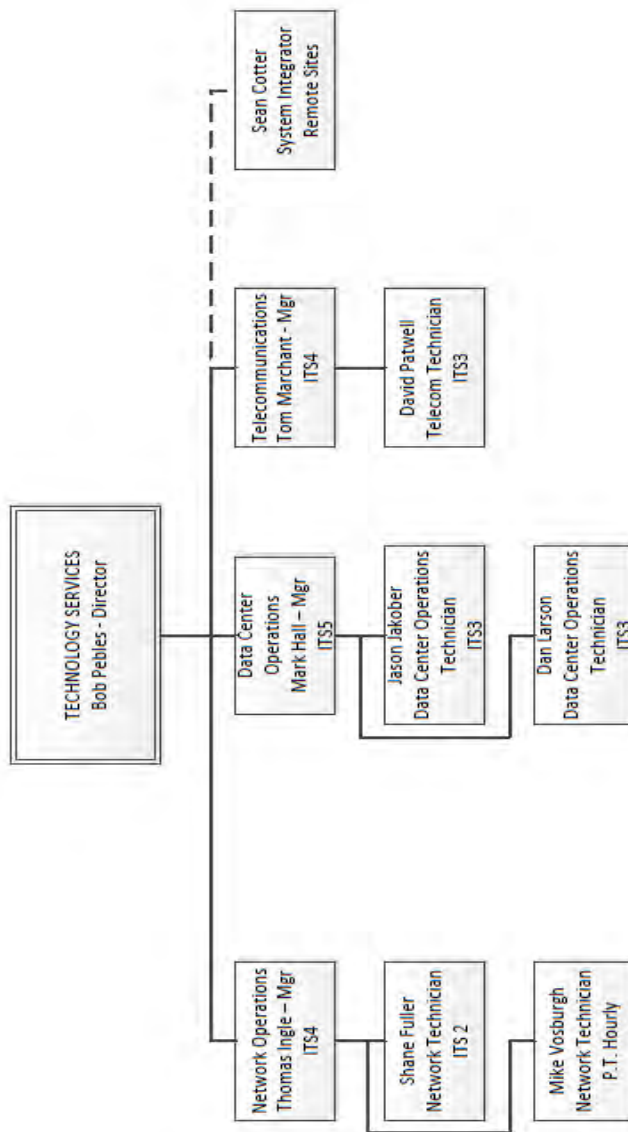 TECHNOLOGY SERVICES
Bob Pebles - Director
Network Operations
Thomas Ingle – Mgr
ITS4
Data Center
Operations
Mark Hall – Mgr
ITS5
Telecommunications
Tom Marchant - Mgr
ITS4
Sean Cotter
System Integrator
Remote Sites
Shane Fuller
Network Technician
ITS 2
Jason Jakober
Data Center Operations
Technician
ITS3
David Patwell
Telecom Technician
ITS3
Mike Vosburgh
Network Technician
P.T. Hourly
Dan Larson
Data Center Operations
Technician
ITS3